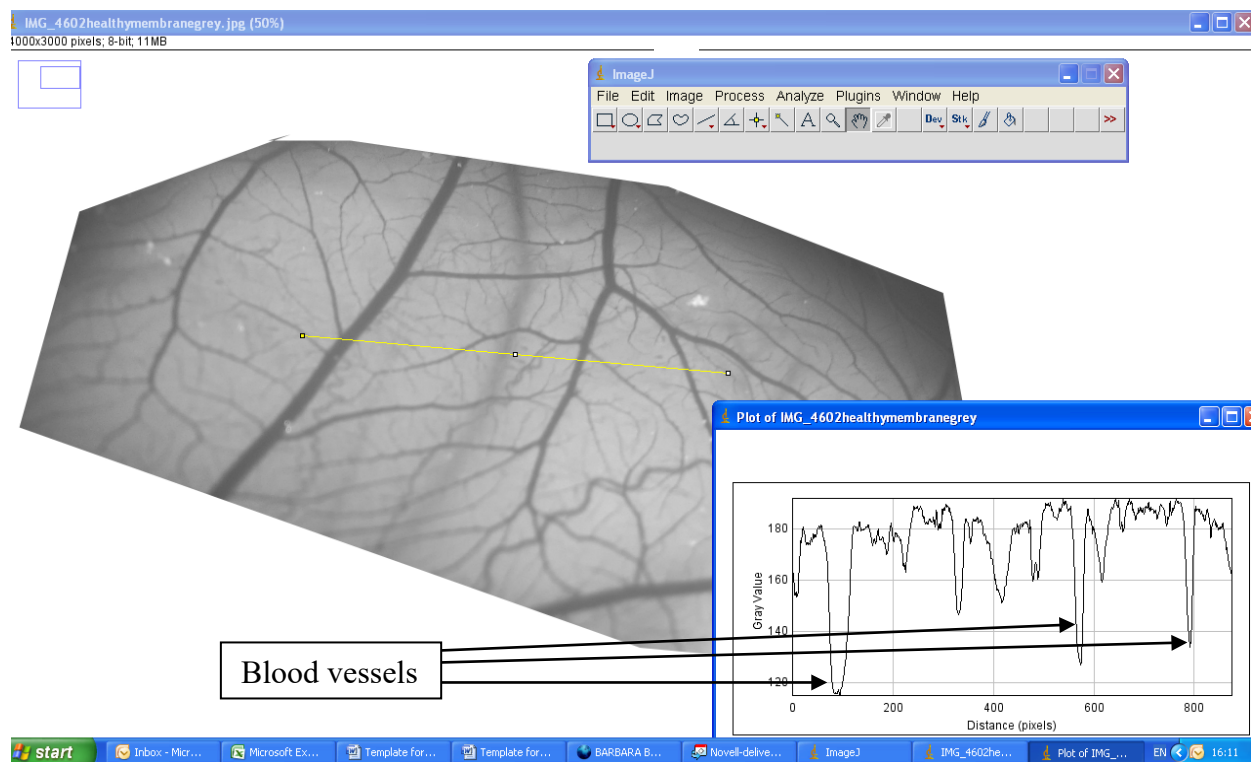 IMG_4602healthymembranegrey.jpg (50%)
4000x3000 pixels; 8-bit; 11MB
ImageJ
File Edit Image Process Analyze Plugins Window Help
Dev Stk >>
Plot of IMG_4602healthymembranegrey
180
160
140
120
Gray Value
0 200 400 600 800
Distance (pixels)
Blood vessels
start Inbox - Micr... Microsoft Ex... Template for... Template for... BARBARA B... Novell-delive... ImageJ IMG_4602he... Plot of IMG_... EN 16:11